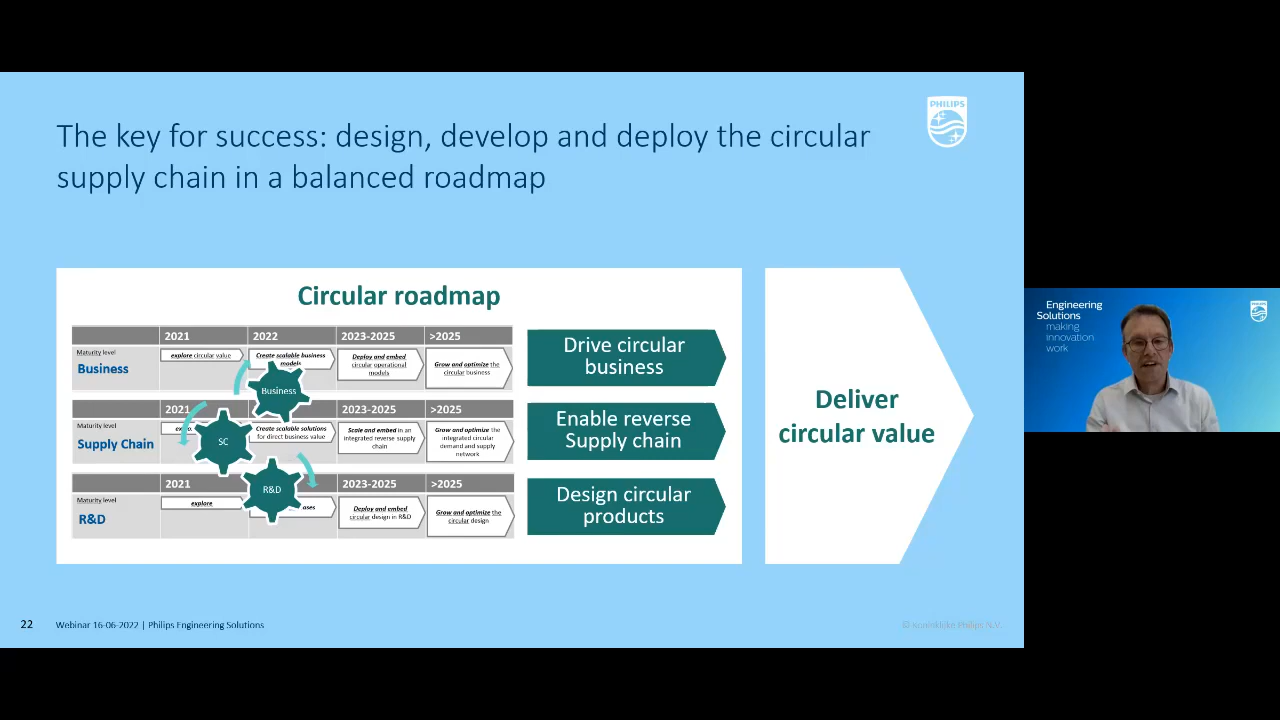 PHILIPS
The key for success: design, develop and deploy the circular
supply chain in a balanced roadmap
Circular roadmap
2021 2022 2023-2025 >2025
Maturity level
Business
explore circular value
Create scalable business
models
Deploy and embed
circular operational
models
Grow and optimize the
circular business
Business
2021 2023-2025 >2025
Maturity level
Supply Chain
Create scalable solutions
for direct business value
Scale and embed in an
integrated reverse supply
chain
Grow and optimize the
integrated circular
demand and supply
network
SC
2021 2023-2025 >2025
Maturity level
R&D
explore
ases
Deploy and embed
circular design in R&D
Grow and optimize the
circular design
R&D
Drive circular
business
Enable reverse
Supply chain
Design circular
products
Deliver
circular value
22 Webinar 16-06-2022 | Philips Engineering Solutions
© Koninklijke Philips N.V.
Engineering
Solutions
making
innovation
work